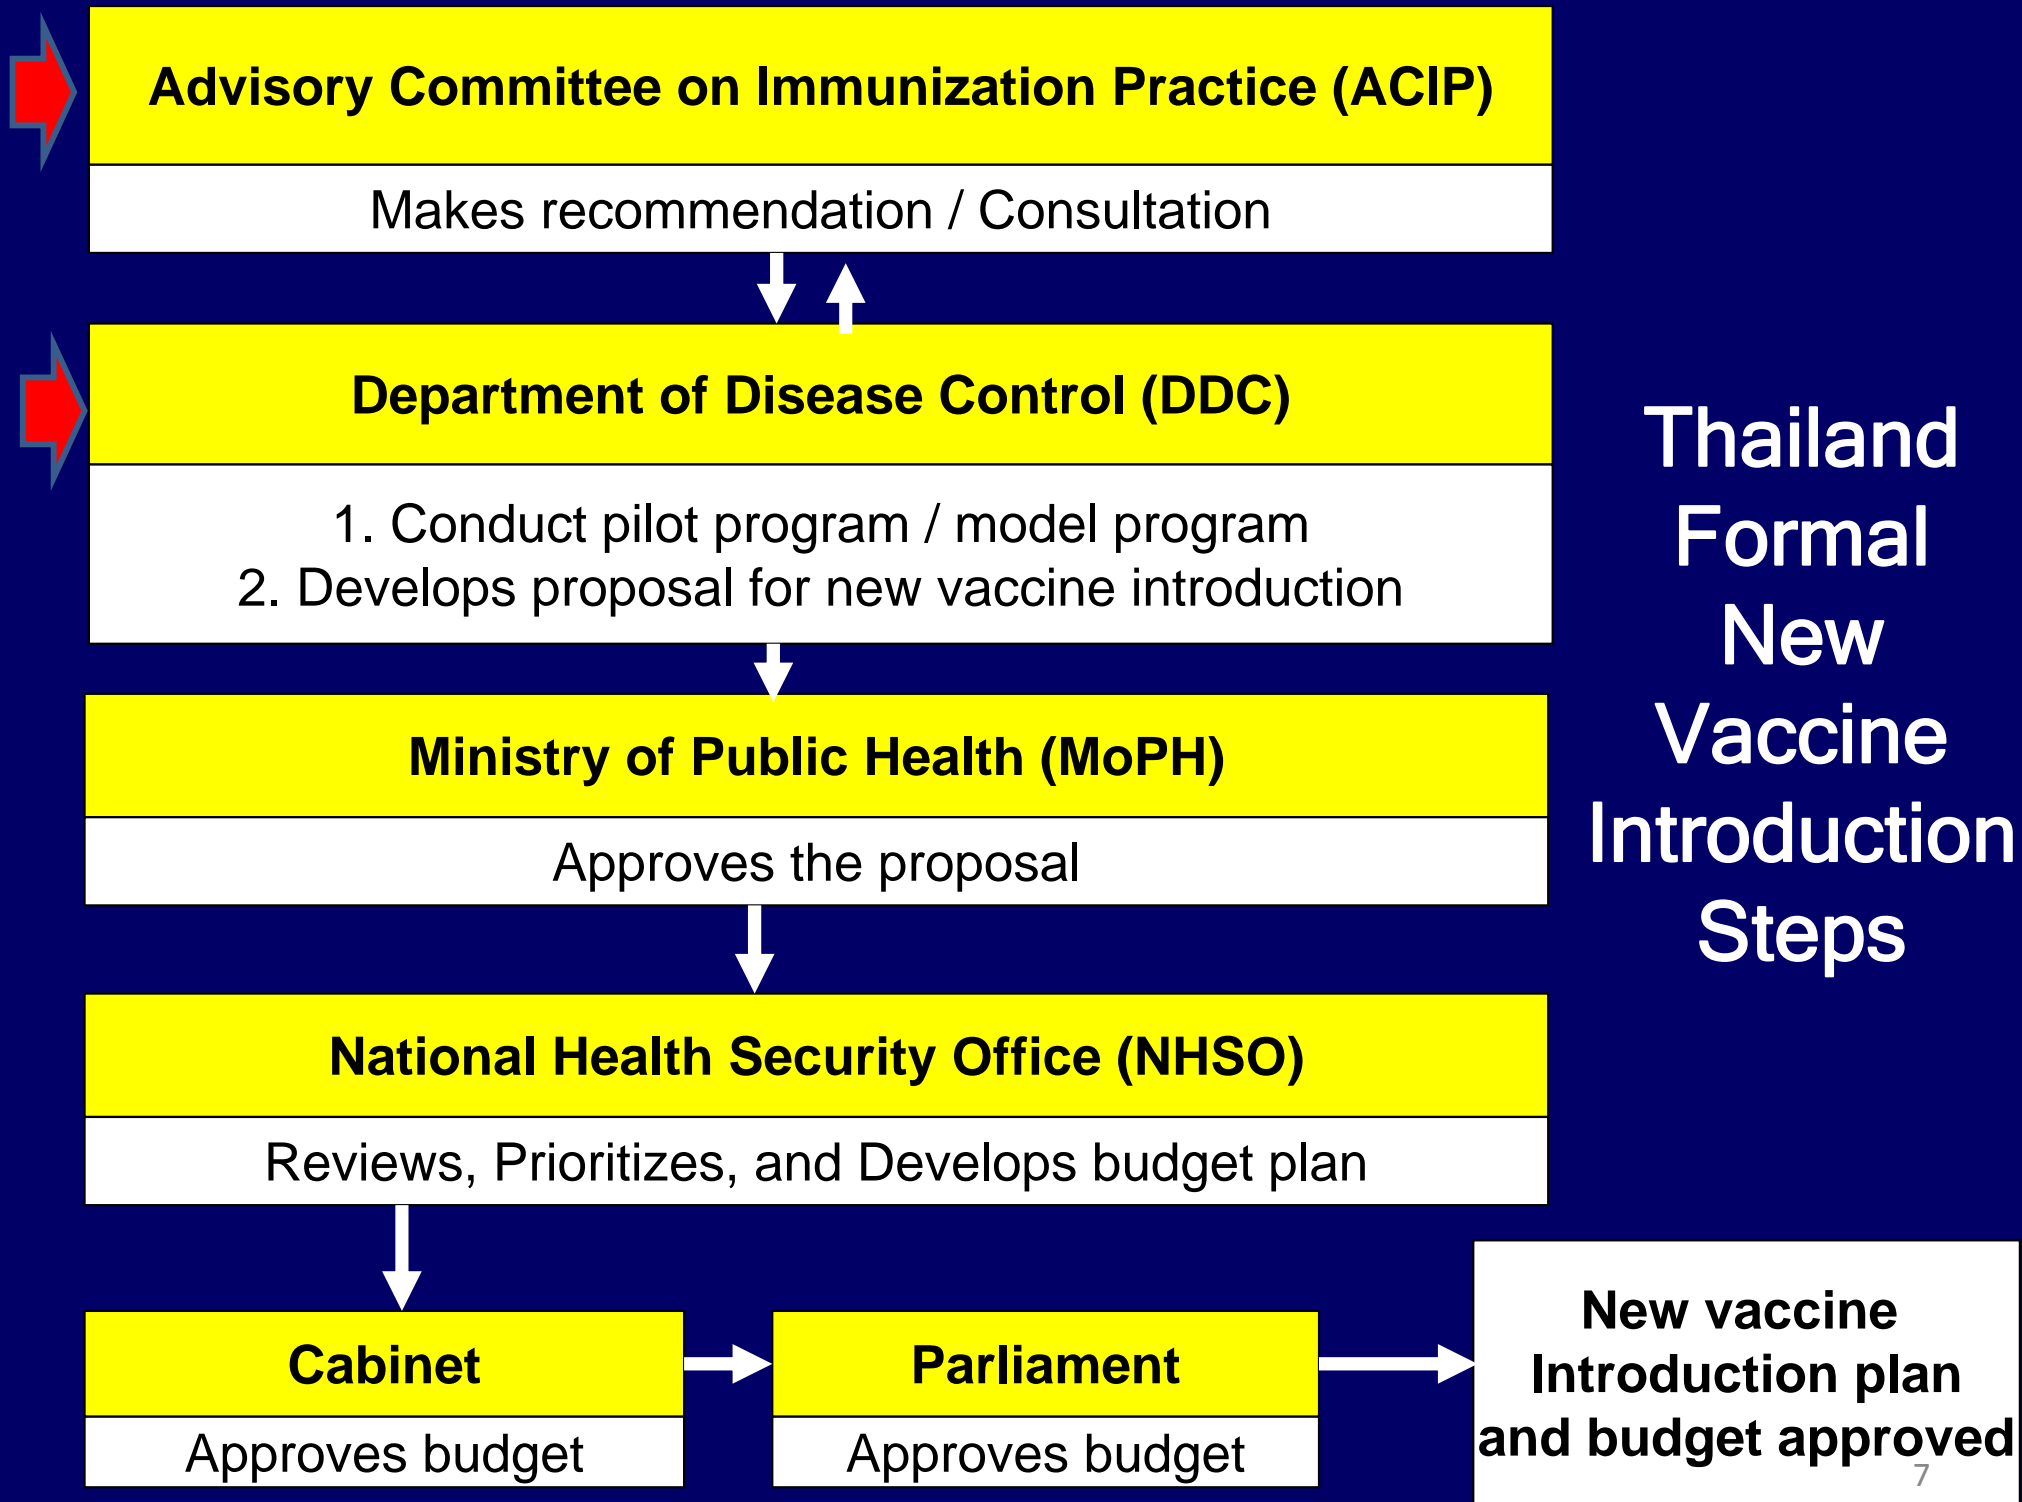 Advisory Committee on Immunization Practice (ACIP)
Makes recommendation / Consultation
Department of Disease Control (DDC)
1. Conduct pilot program / model program
2. Develops proposal for new vaccine introduction
Ministry of Public Health (MoPH)
Approves the proposal
National Health Security Office (NHSO)
Reviews, Prioritizes, and Develops budget plan
Cabinet
Approves budget
Parliament
Approves budget
New vaccine
Introduction plan
and budget approved
Thailand
Formal
New
Vaccine
Introduction
Steps
7